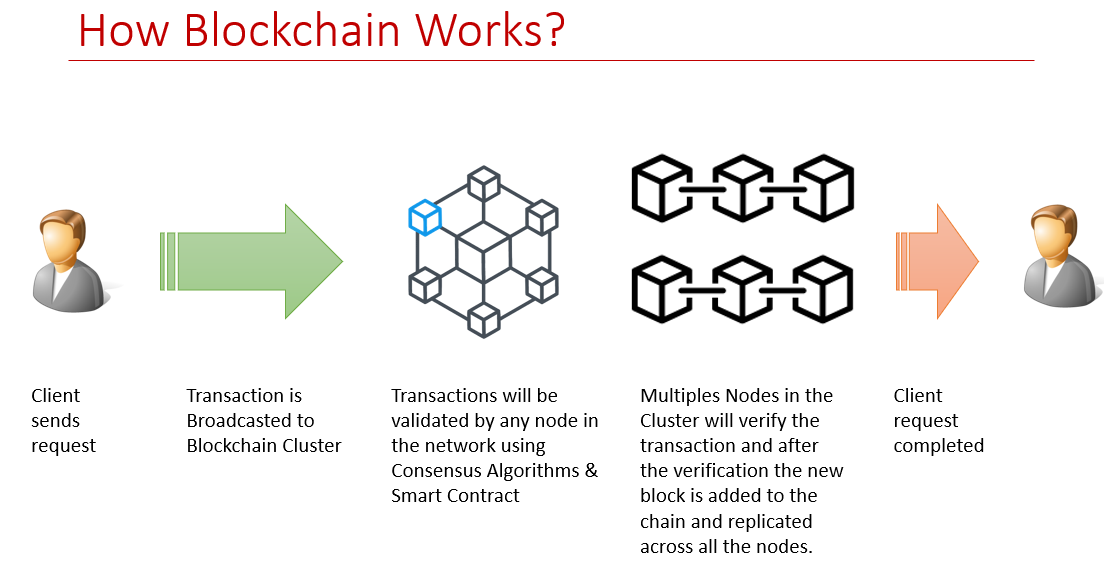 How Blockchain Works?
Client
sends
request
Transaction is
Broadcasted to
Blockchain Cluster
Transactions will be
validated by any node in
the network using
Consensus Algorithms &
Smart Contract
Multiples Nodes in the
Cluster will verify the
transaction and after
the verification the new
block is added to the
chain and replicated
across all the nodes.
Client
request
completed